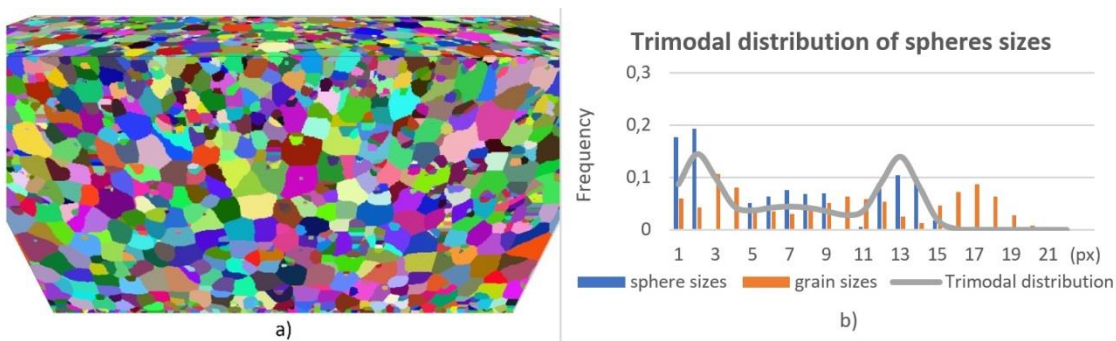 Trimodal distribution of spheres sizes
0,3
0,2
0,1
0
Frequency
1 3 5 7 9 11 13 15 17 19 21 (px)
sphere sizes grain sizes Trimodal distribution
a)
b)